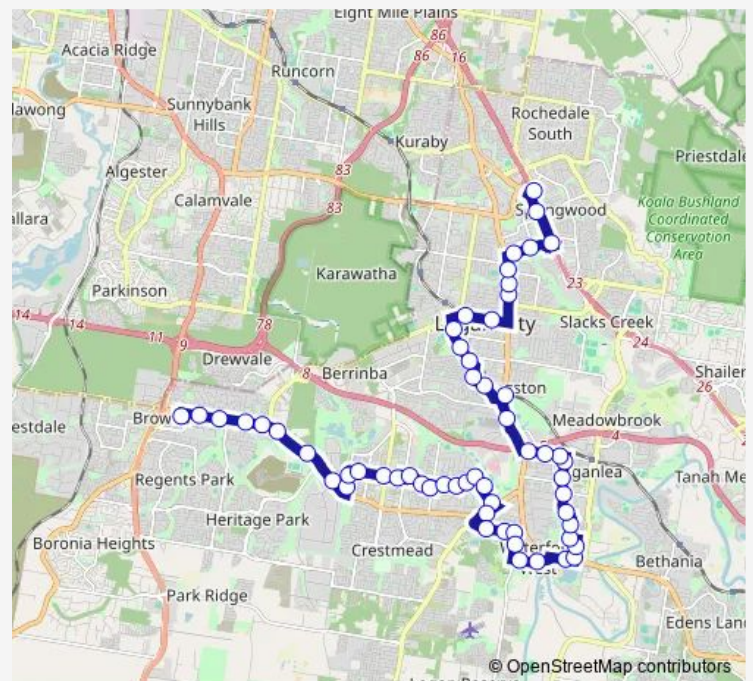 Eight Mile Plains
86
Acacia Ridge
86
16
Runcorn
Sunnybank
Hills
Rochedale
South
Kuraby
Priestdale
Algester
83
Calamvale
Koala Bushland
Coordinated
Conservation
Area
83
Karawatha
23
Parkinson
14
14
11
9
78
Slacks Creek
24
Drewvale
8
Berrinba
Shailer
26
Meadowbrook
4
Tanah Me
Regents Park
Heritage Park
Boronia Heights
Crestmead
Bethania
Park Ridge
Edens Land
© OpenStreetMap contributors